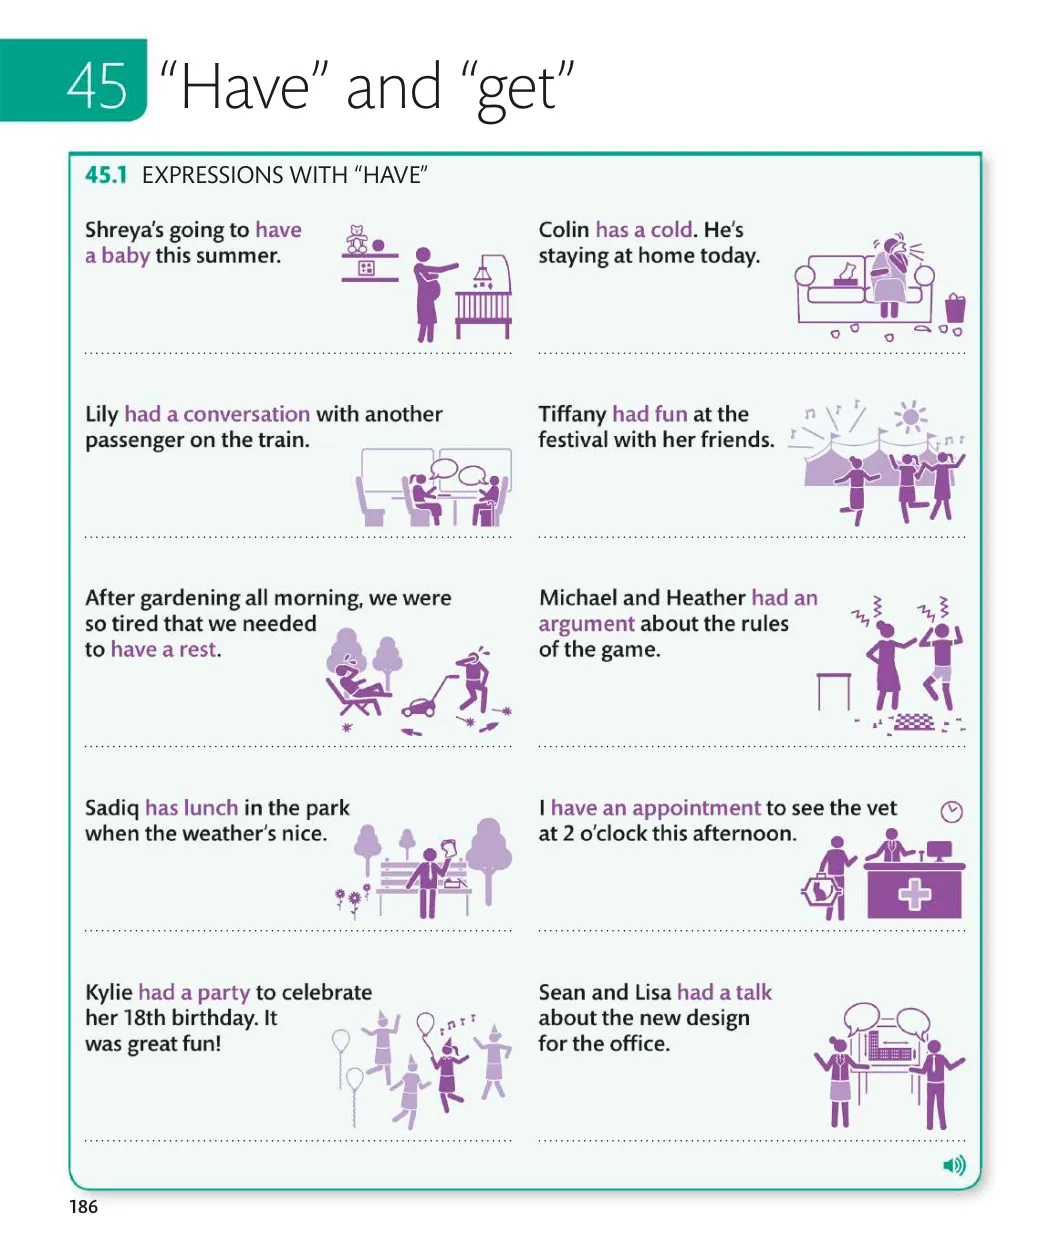 45 “Have” and “get”
45.1 EXPRESSIONS WITH “HAVE”
Shreya’s going to have
a baby this summer.
Colin has a cold. He’s
staying at home today.
Lily had a conversation with another
passenger on the train.
Tiffany had fun at the
festival with her friends.
After gardening all morning, we were
so tired that we needed
to have a rest.
Michael and Heather had an
argument about the rules
of the game.
Sadiq has lunch in the park
when the weather’s nice.
I have an appointment to see the vet
at 2 o’clock this afternoon.
Kylie had a party to celebrate
her 18th birthday. It
was great fun!
Sean and Lisa had a talk
about the new design
for the office.
186